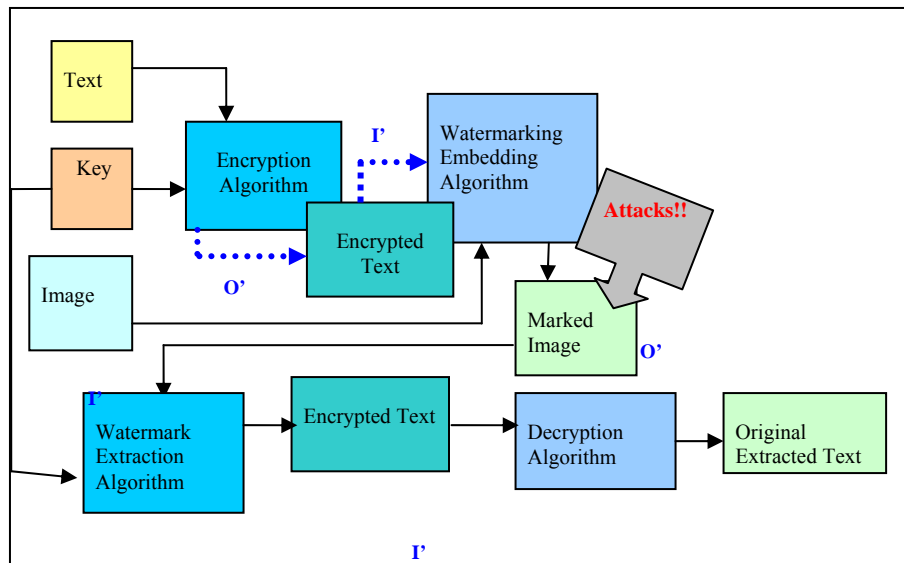 Text
Key
Encryption
Algorithm
I’
Watermarking
Embedding
Algorithm
Attacks!!
Encrypted
Text
O’
Image
Marked
Image
O’
I’
Watermark
Extraction
Algorithm
Encrypted Text
Decryption
Algorithm
Original
Extracted Text
I’